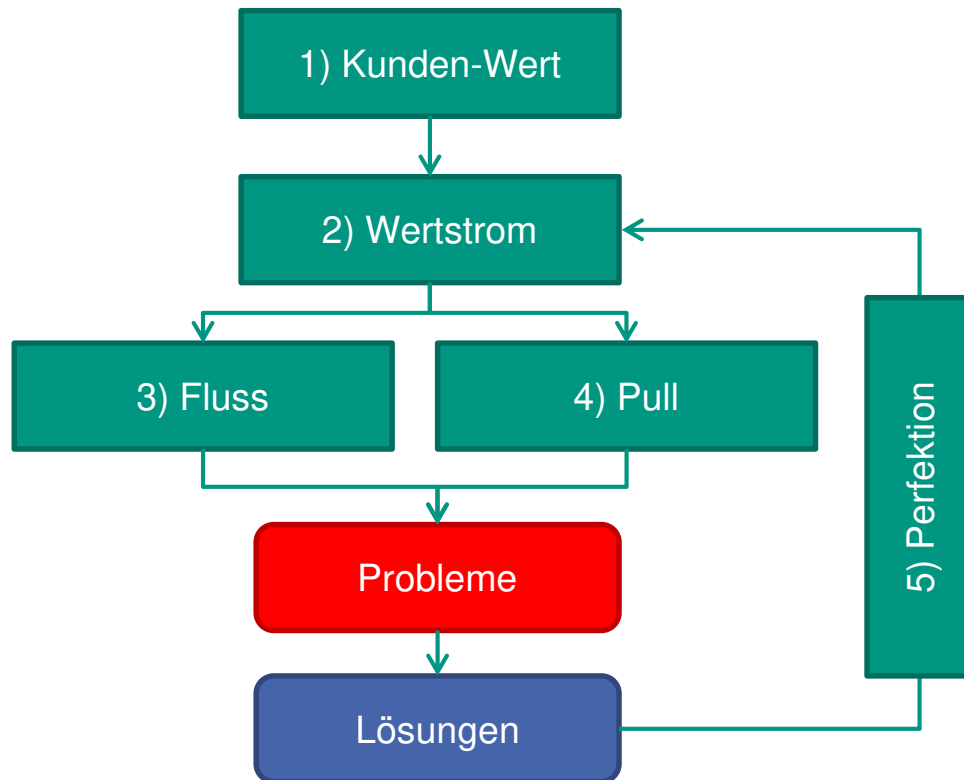 1) Kunden-Wert
2) Wertstrom
3) Fluss
4) Pull
Probleme
Lösungen
5) Perfektion